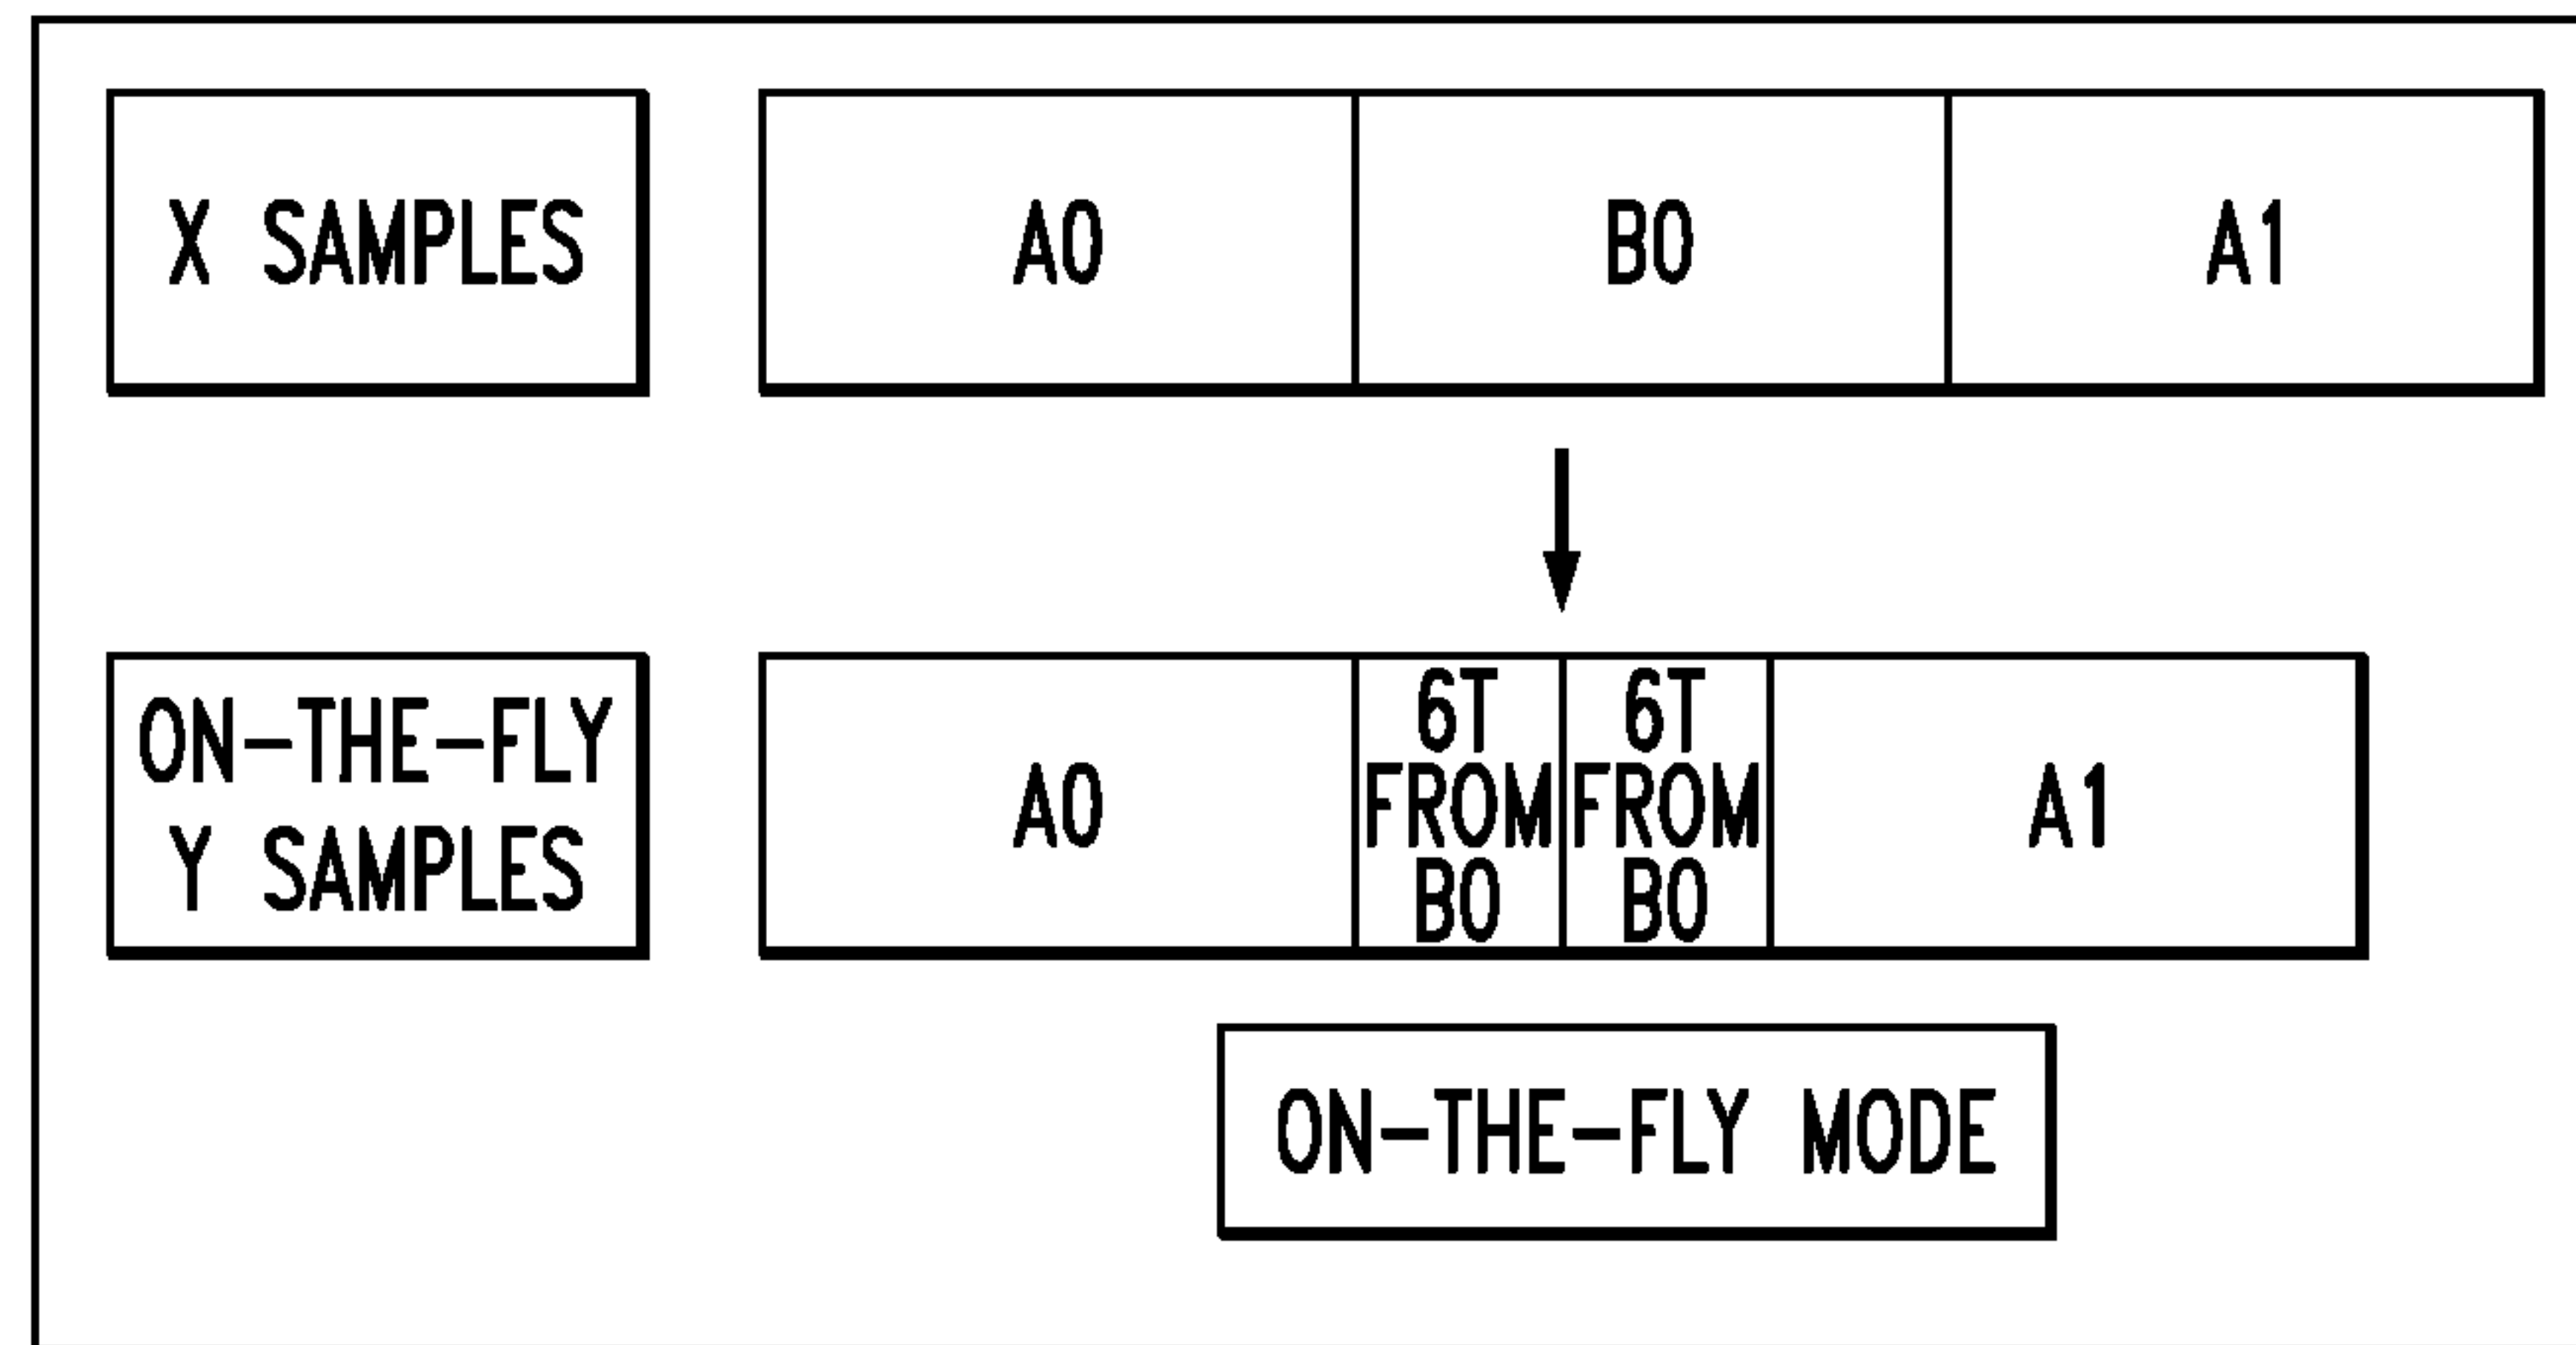 X SAMPLES
A0
B0
A1
ON-THE-FLY
Y SAMPLES
A0
6T
FROM
B0
6T
FROM
B0
A1
ON-THE-FLY MODE